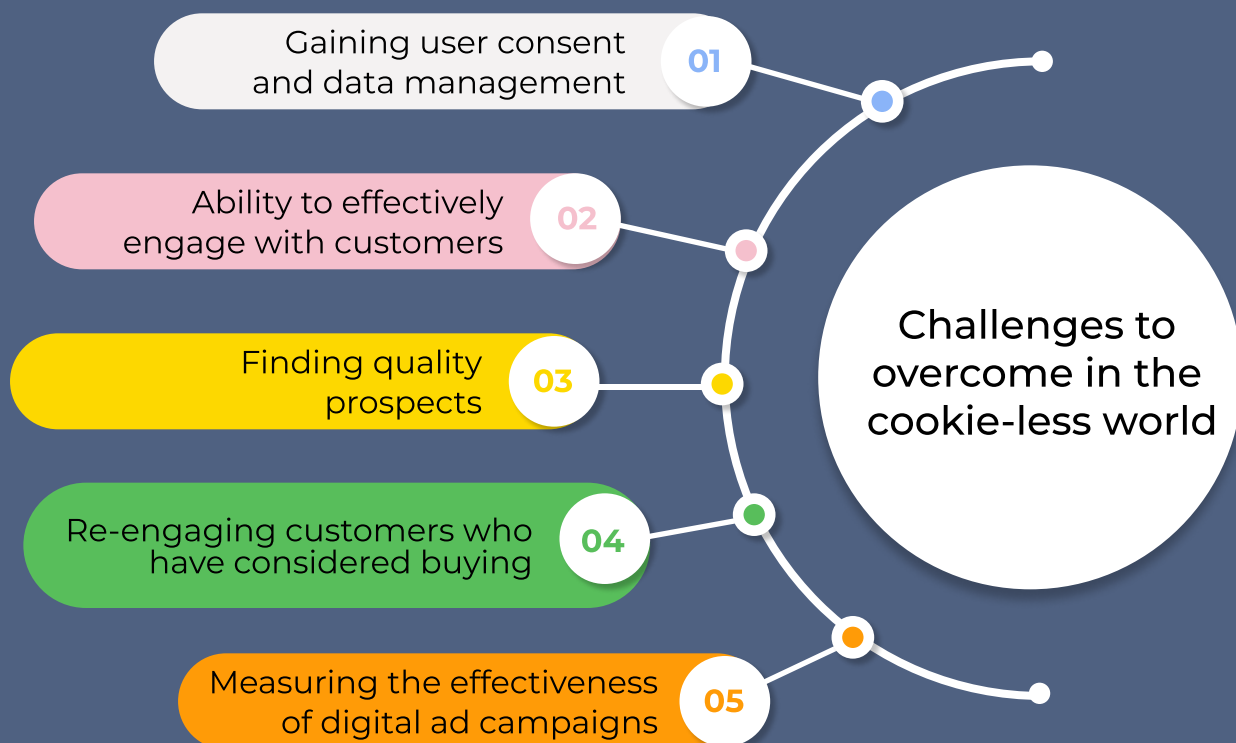 Gaining user consent
and data management
01
Ability to effectively
engage with customers
02
Finding quality
prospects
03
Re-engaging customers who
have considered buying
04
Measuring the effectiveness
of digital ad campaigns
05
Challenges to
overcome in the
cookie-less world